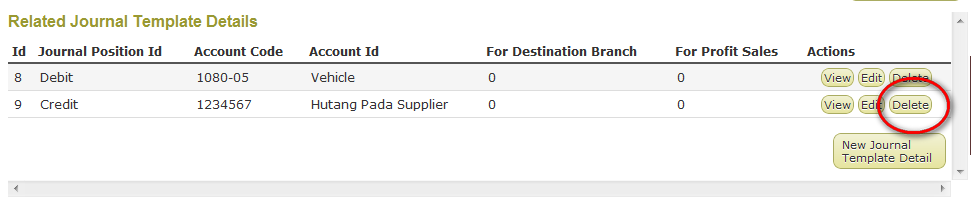 Related Journal Template Details
Id Journal Position Id Account Code Account Id For Destination Branch For Profit Sales Actions
8 Debit 1080-05 Vehicle 0 0 View Edit Delete
9 Credit 1234567 Hutang Pada Supplier 0 0 View Edit Delete
New Journal
Template Detail